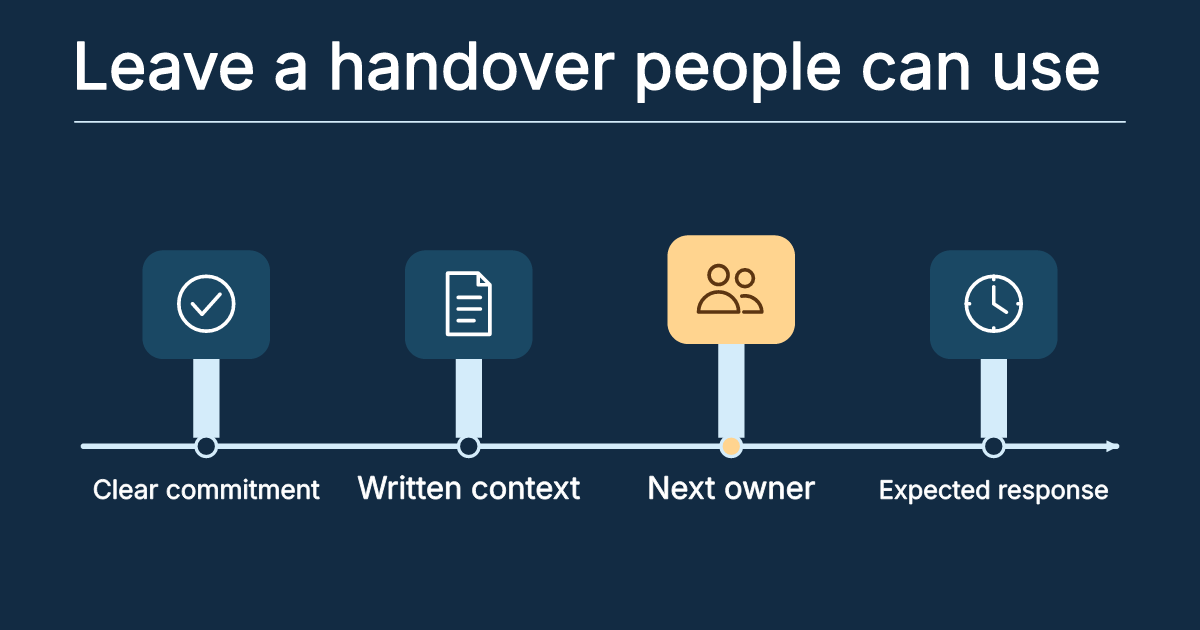 Leave a handover people can use
Clear commitment
Written context
Next owner
Expected response